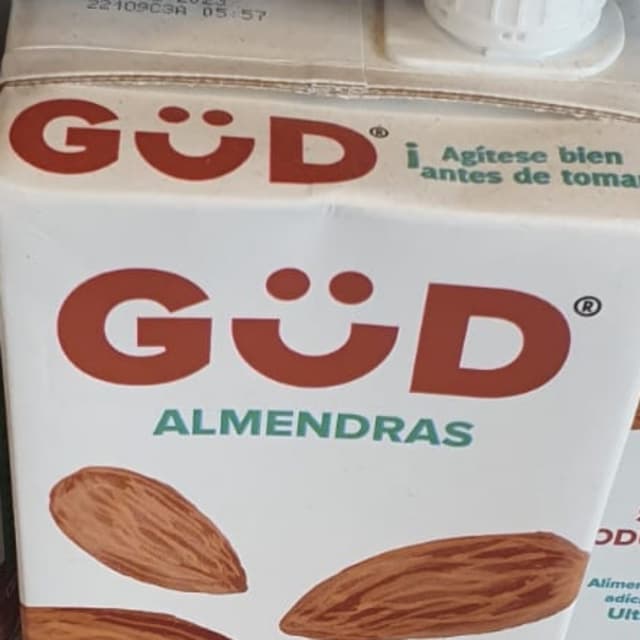 22109C3A 05:57
GÜD®
¡Agítese bien
antes de tomar
GÜD®
ALMENDRAS